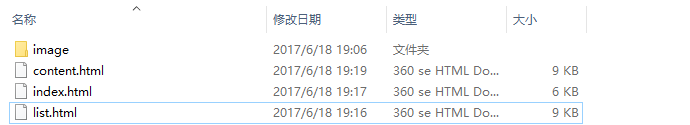 名称 修改日期 类型 大小
image 2017/6/18 19:06 文件夹
content.html 2017/6/18 19:19 360 se HTML Do... 9 KB
index.html 2017/6/18 19:17 360 se HTML Do... 6 KB
list.html 2017/6/18 19:16 360 se HTML Do... 9 KB